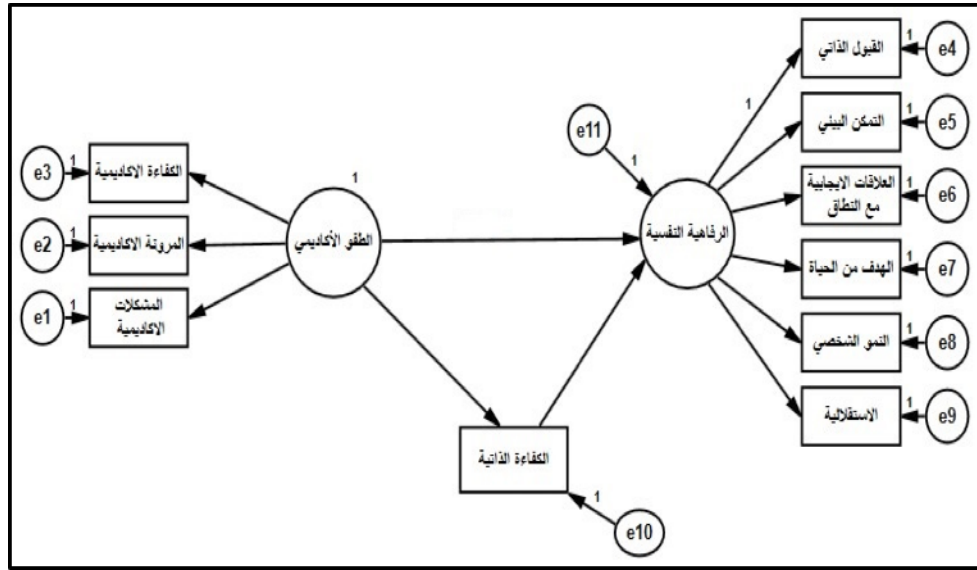 القبول الذاتي
1
e4
1
التمكن البيئي
1
e5
e11
1
العلاقات الايجابية
مع النطاق
1
e6
e3
1
الكفاءة الاكاديمية
1
الطفو الأكاديمي
الرفاهية النفسية
e2
1
المرونة الاكاديمية
الهدف من الحياة
1
e7
e1
1
المشكلات
الاكاديمية
النمو الشخصي
1
e8
الاستقلالية
1
e9
الكفاءة الذاتية
1
e10